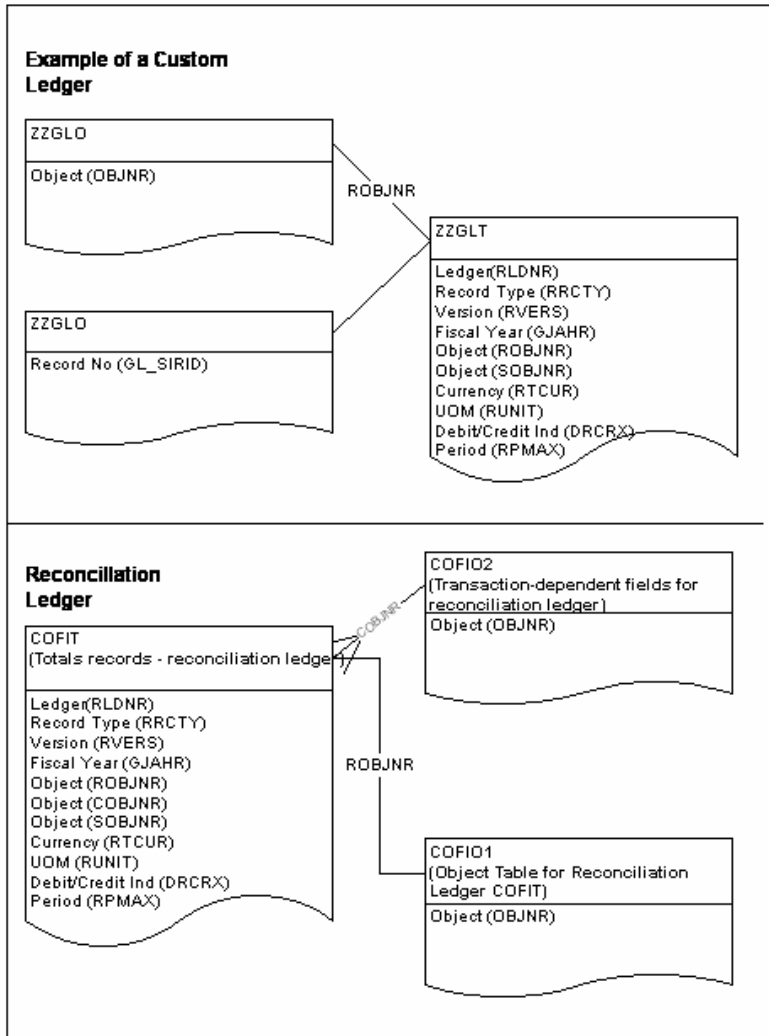 Example of a Custom
Ledger
ZZGLO
Object (OBJNR)
ROBJNR
ZZGLT
Ledger(RLDNR)
Record Type (RRCTY)
Version (RVERS)
Fiscal Year (GJAHR)
Object (ROBJNR)
Object (SOBJNR)
Currency (RTCUR)
UOM (RUNIT)
Debit/Credit Ind (DRCRX)
Period (RPMAX)
ZZGLO
Record No (GL_SIRID)
Reconcillation
Ledger
COFIT
(Totals records - reconciliation ledger)
Ledger(RLDNR)
Record Type (RRCTY)
Version (RVERS)
Fiscal Year (GJAHR)
Object (ROBJNR)
Object (COBJNR)
Object (SOBJNR)
Currency (RTCUR)
UOM (RUNIT)
Debit/Credit Ind (DRCRX)
Period (RPMAX)
COBJNR
ROBJNR
COFIO2
(Transaction-dependent fields for
reconciliation ledger)
Object (OBJNR)
COFIO1
(Object Table for Reconciliation
Ledger COFIT)
Object (OBJNR)